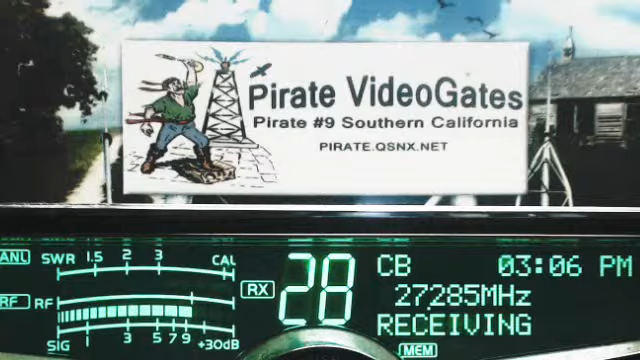 Pirate VideoGates
Pirate #9 Southern California
PIRATE.QSNX.NET
ANL SWR 1.5 2 3 CAL
RX 28 CB 03:06 PM
27285MHz
RF RF
RECEIVING
SIG 1 3 5 7 9 +30dB
MEM